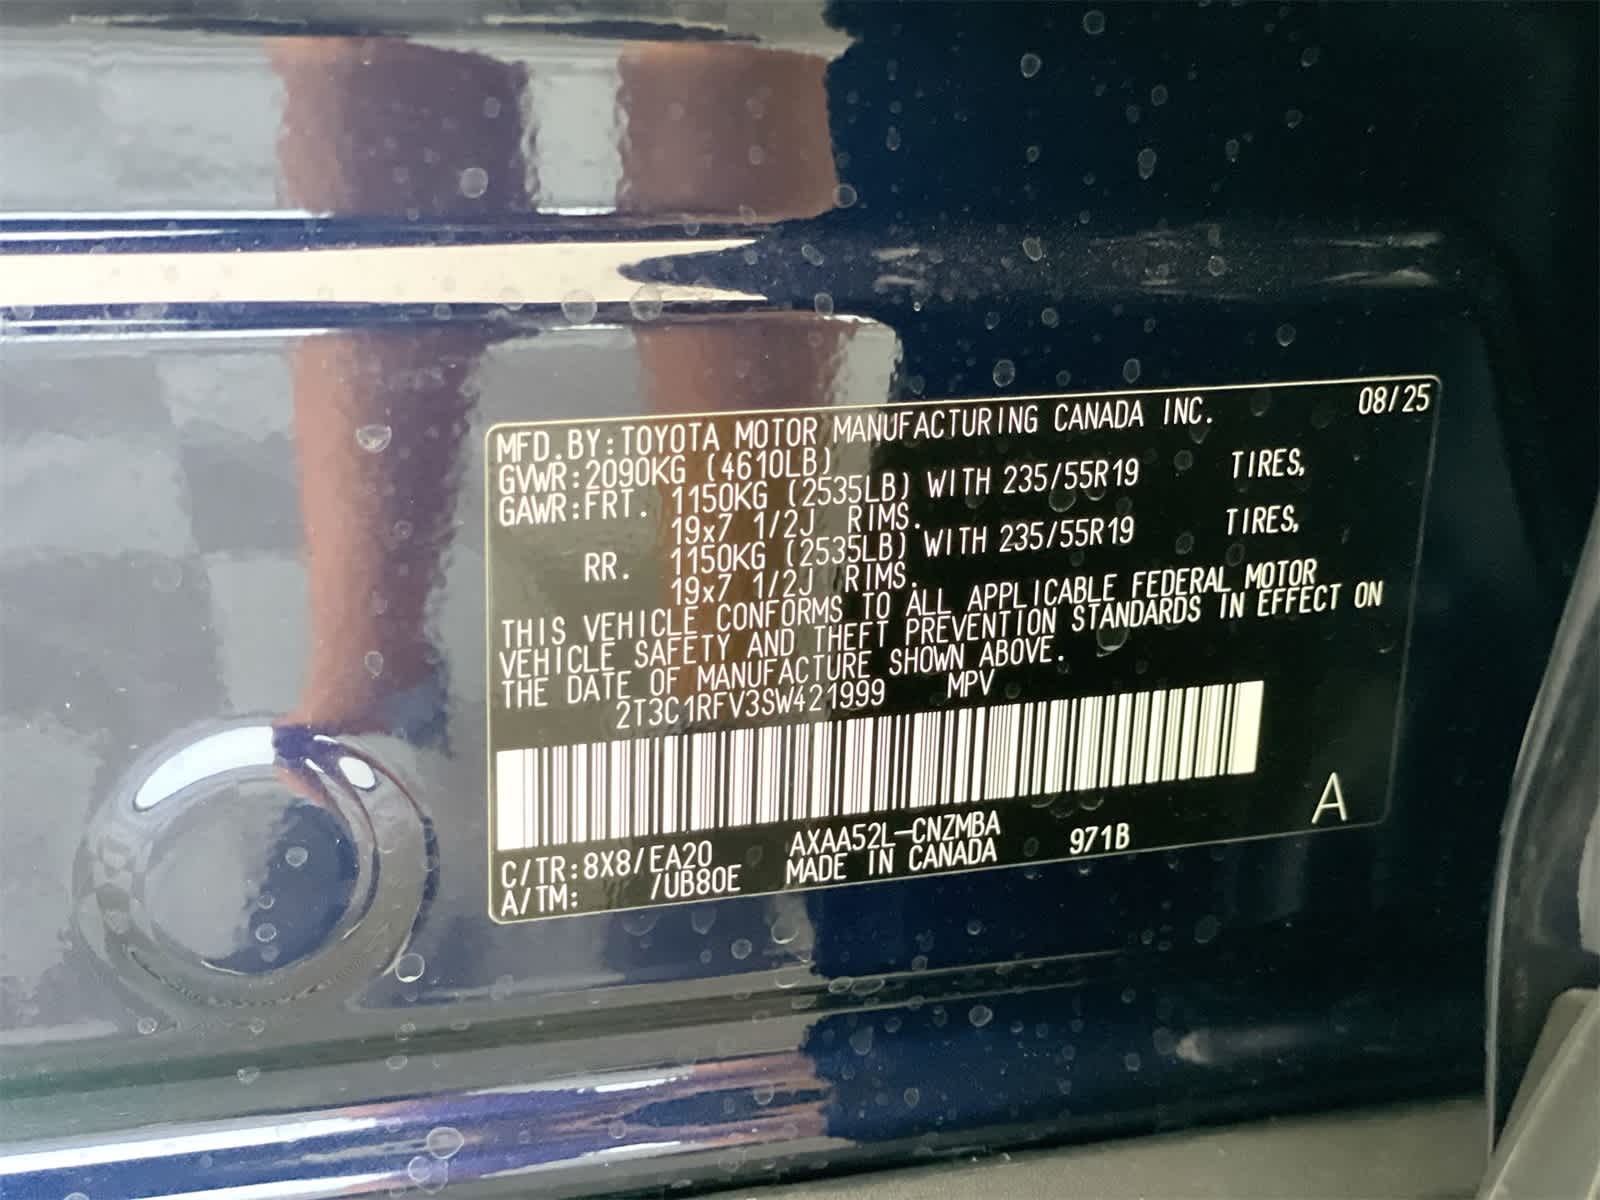 MFD.BY:TOYOTA MOTOR MANUFACTURING CANADA INC. 08/25
GVWR:2090KG (4610LB)
GAWR:FRT. 1150KG (2535LB) WITH 235/55R19 TIRES,
19x7 1/2J RIMS.
RR. 1150KG (2535LB) WITH 235/55R19 TIRES,
19x7 1/2J RIMS.
THIS VEHICLE CONFORMS TO ALL APPLICABLE FEDERAL MOTOR
VEHICLE SAFETY AND THEFT PREVENTION STANDARDS IN EFFECT ON
THE DATE OF MANUFACTURE SHOWN ABOVE.
2T3C1RFV3SW421999 MPV
C/TR:8X8/EA20 AXAA52L-CNZMBA 971B A
A/TM: /UB80E MADE IN CANADA